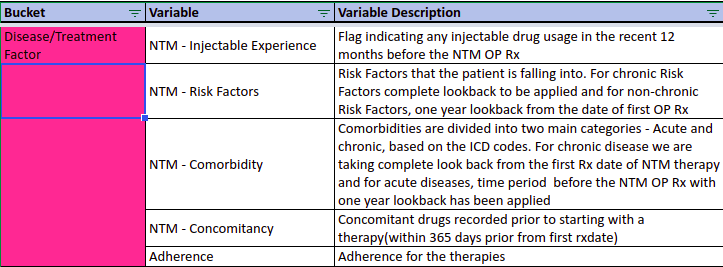 Bucket Variable Variable Description
Disease/Treatment
Factor
NTM - Injectable Experience
Flag indicating any injectable drug usage in the recent 12
months before the NTM OP Rx
NTM - Risk Factors
Risk Factors that the patient is falling into. For chronic Risk
Factors complete lookback to be applied and for non-chronic
Risk Factors, one year lookback from the date of first OP Rx
NTM - Comorbidity
Comorbidities are divided into two main categories - Acute and
chronic, based on the ICD codes. For chronic disease we are
taking complete look back from the first Rx date of NTM therapy
and for acute diseases, time period before the NTM OP Rx with
one year lookback has been applied
NTM - Concomitancy
Concomitant drugs recorded prior to starting with a
therapy(within 365 days prior from first rxdate)
Adherence
Adherence for the therapies